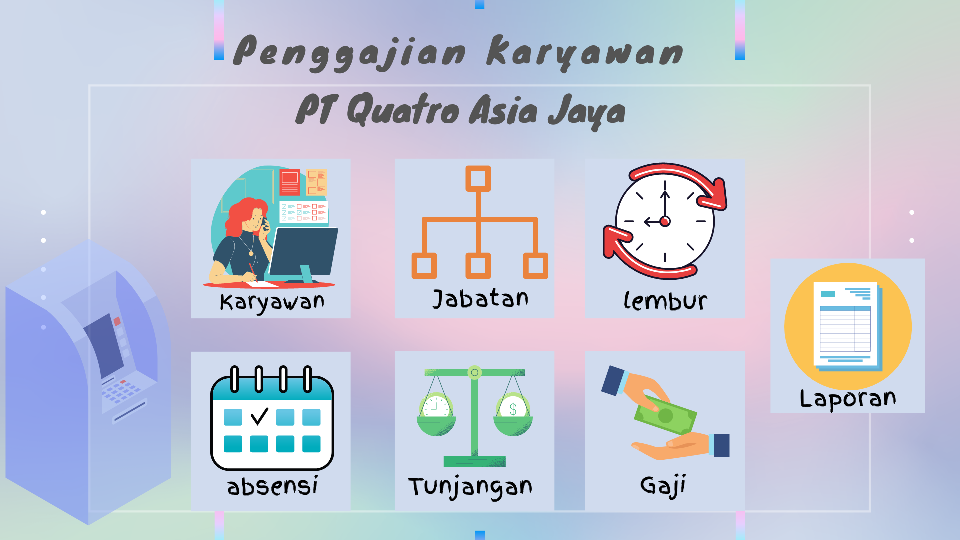 Penggajian Karyawan
PT Quatro Asia Jaya
Karyawan
Jabatan
lembur
Laporan
absensi
Tunjangan
Gaji
$